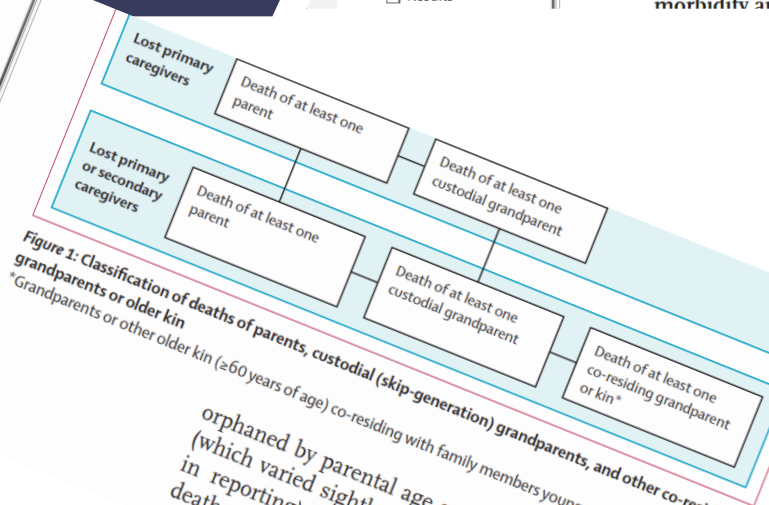 morbidity
Lost primary
caregivers
Death of at least one
parent
Death of at least one
custodial grandparent
Lost primary
or secondary
caregivers
Death of at least one
parent
Death of at least one
custodial grandparent
Death of at least one
co-residing grandparent
or kin*
Figure 1: Classification of deaths of parents, custodial (skip-generation) grandparents, and other
grandparents or older kin
*Grandparents or other older kin (≥60 years of age) co-residing with family members
orphaned by parental age
(which varied
in reporting)